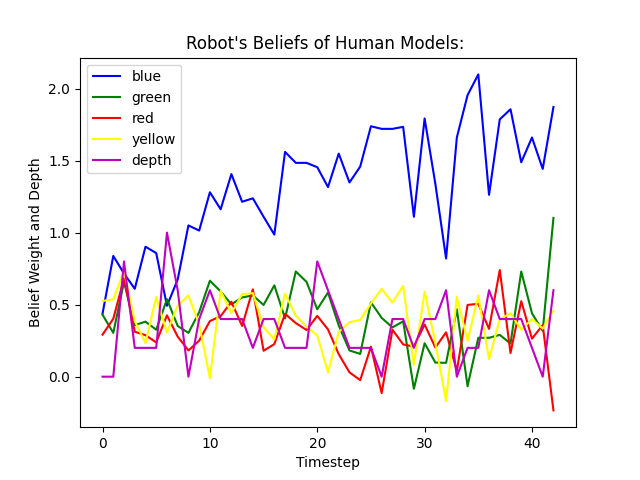 Robot's Beliefs of Human Models:
blue
green
red
yellow
depth
Belief Weight and Depth
2.0
1.5
1.0
0.5
0.0
0 10 20 30 40
Timestep